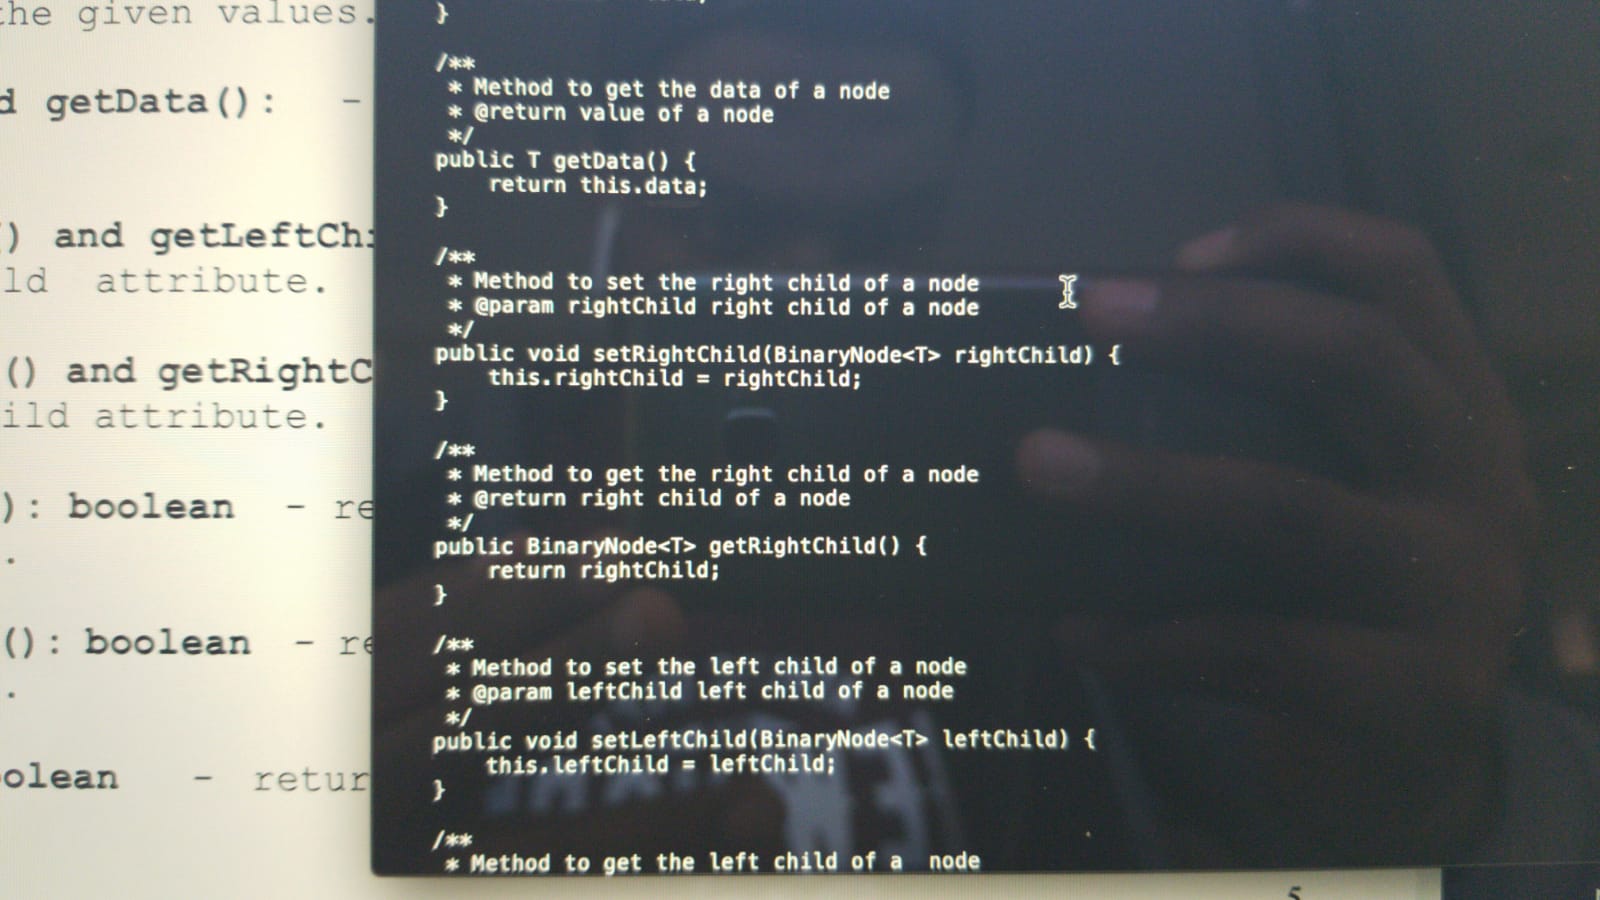 he given values.
d getData(): -
) and getLeftCh
ld attribute.
() and getRightC
ild attribute.
): boolean - re
.
(): boolean - re
.
olean - retur
}
/**
* Method to get the data of a node
* @return value of a node
*/
public T getData() {
return this.data;
}
/**
* Method to set the right child of a node
* @param rightChild right child of a node
*/
public void setRightChild(BinaryNode<T> rightChild) {
this.rightChild = rightChild;
}
/**
* Method to get the right child of a node
* @return right child of a node
*/
public BinaryNode<T> getRightChild() {
return rightChild;
}
/**
* Method to set the left child of a node
* @param leftChild left child of a node
*/
public void setLeftChild(BinaryNode<T> leftChild) {
this.leftChild = leftChild;
}
/**
* Method to get the left child of a  node
5